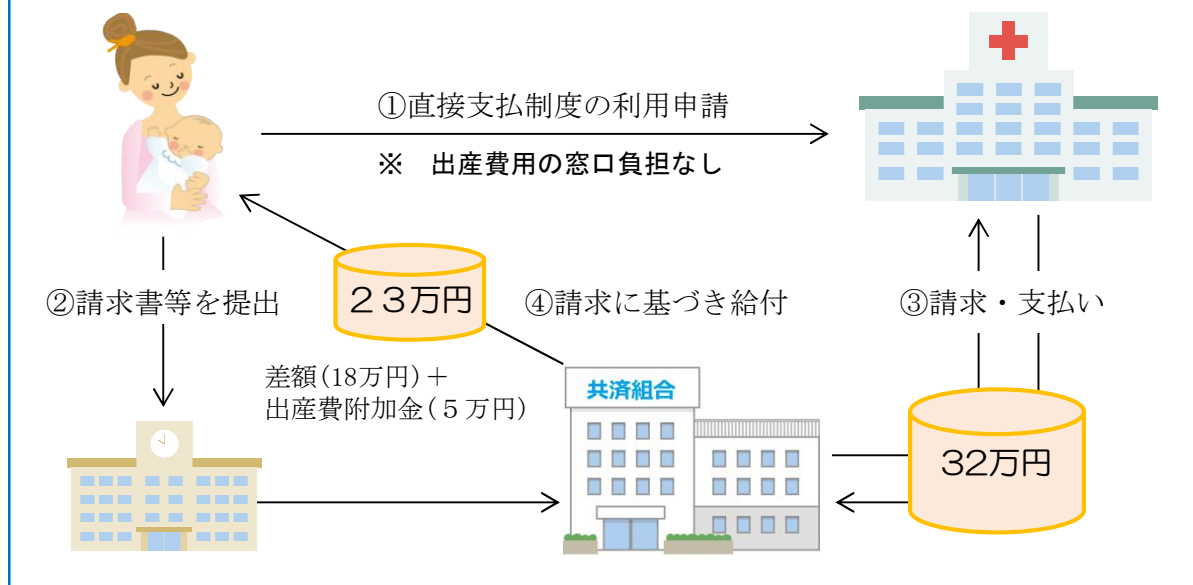 ①直接支払制度の利用申請
※　出産費用の窓口負担なし
②請求書等を提出
２３万円
④請求に基づき給付
③請求・支払い
差額(18万円)＋
出産費附加金(５万円)
共済組合
32万円